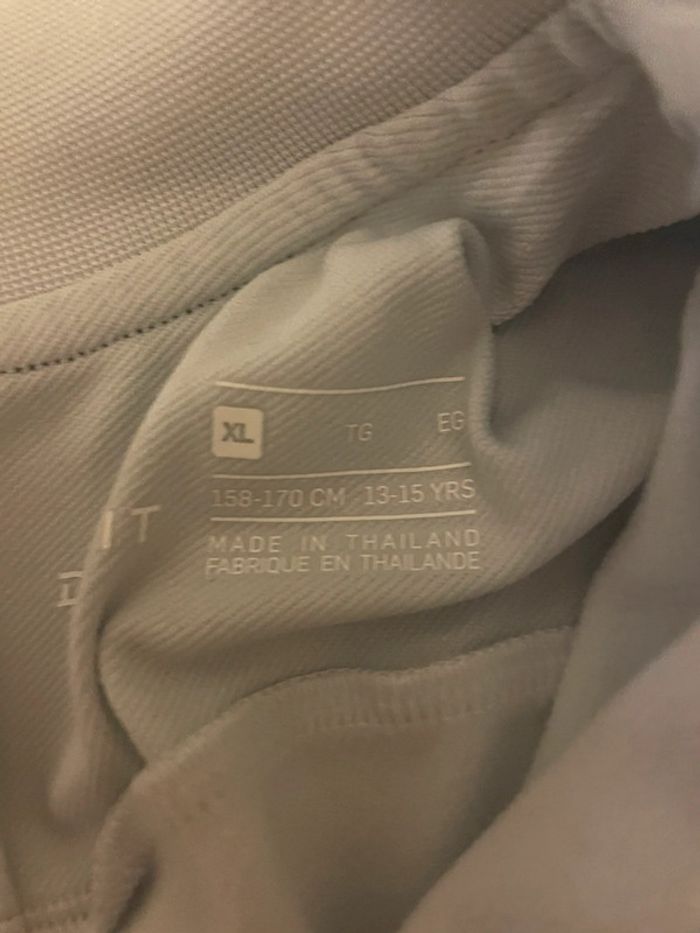 XL TG EG
158-170 CM 13-15 YRS
MADE IN THAILAND
FABRIQUE EN THAILANDE